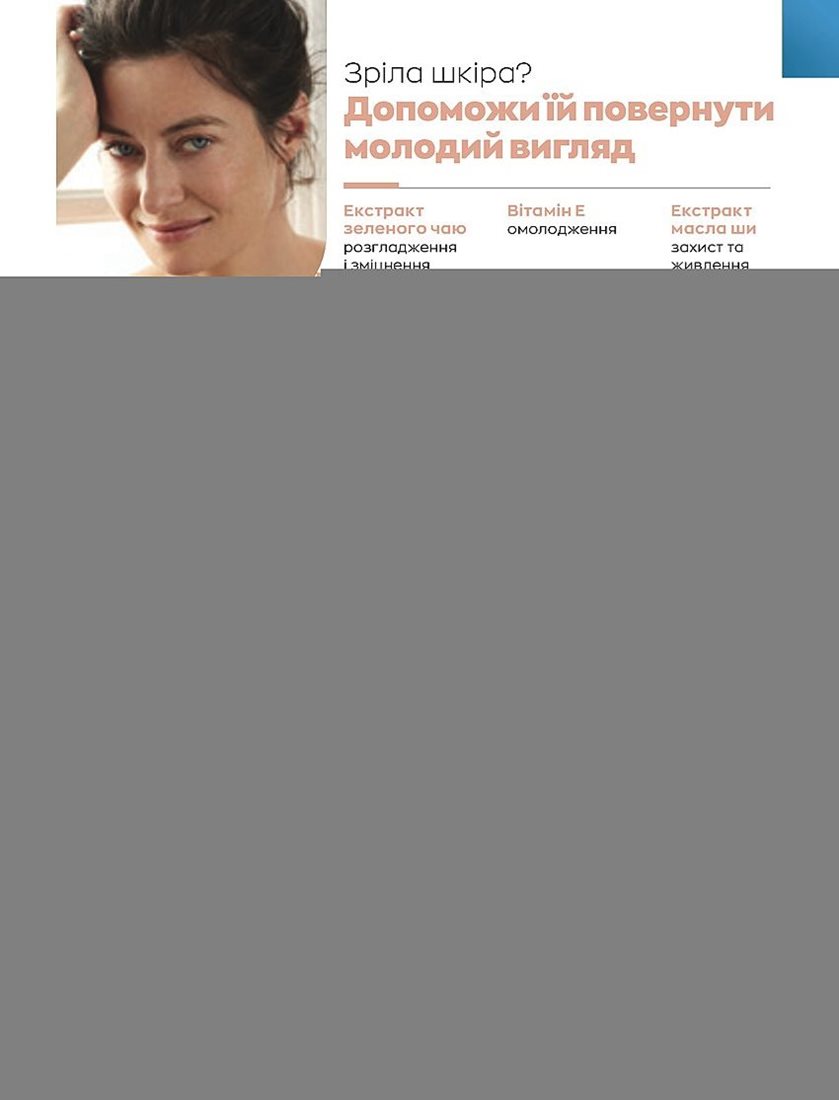 Зріла шкіра?
Допоможи їй повернути
молодий вигляд
Екстракт
зеленого чаю
розгладження
і зміцнення
Вітамін Е
омолодження
Екстракт
масла ши
захист та
живлення